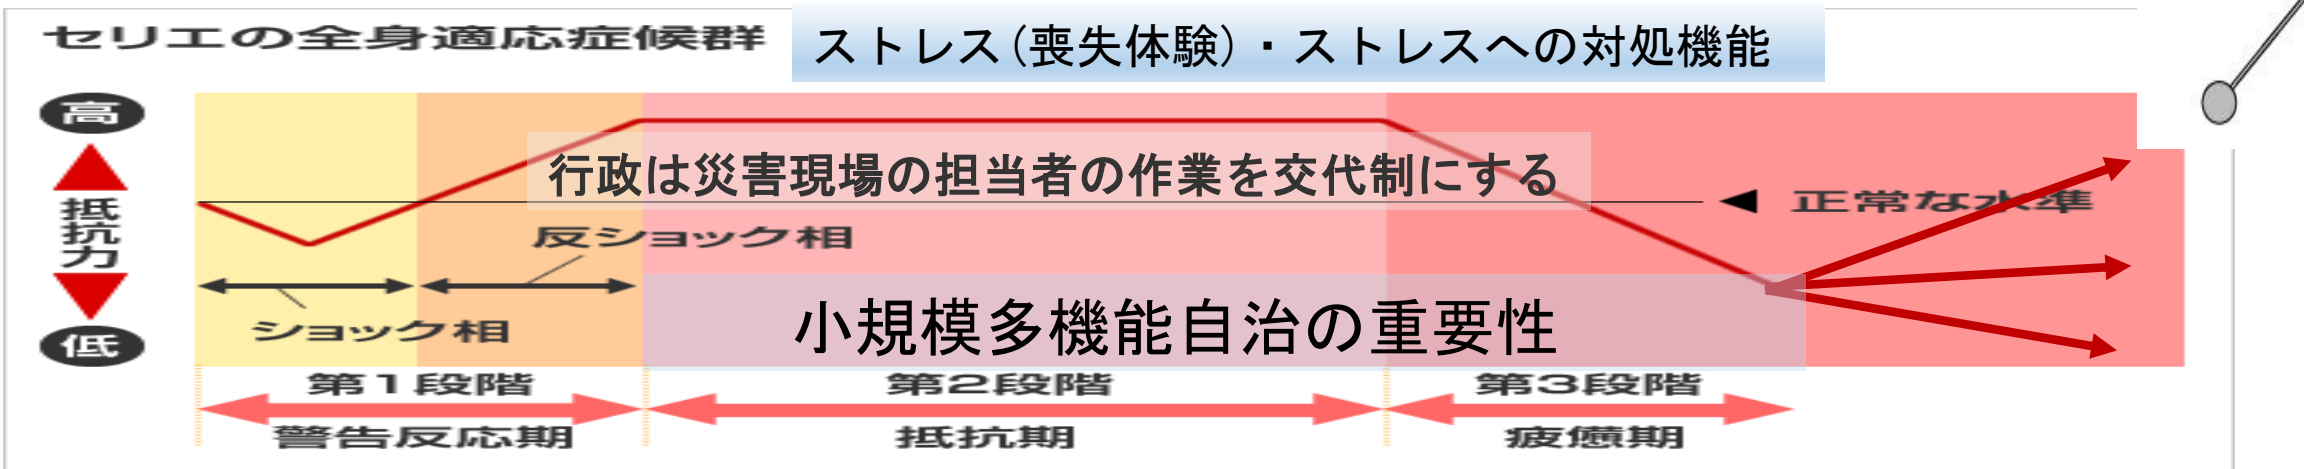 セリエの全身適応症候群
ストレス(喪失体験)・ストレスへの対処機能
高
抵抗力
低
行政は災害現場の担当者の作業を交代制にする
正常な水準
反ショック相
ショック相
小規模多機能自治の重要性
第1段階
第2段階
第3段階
警告反応期
抵抗期
疲憊期